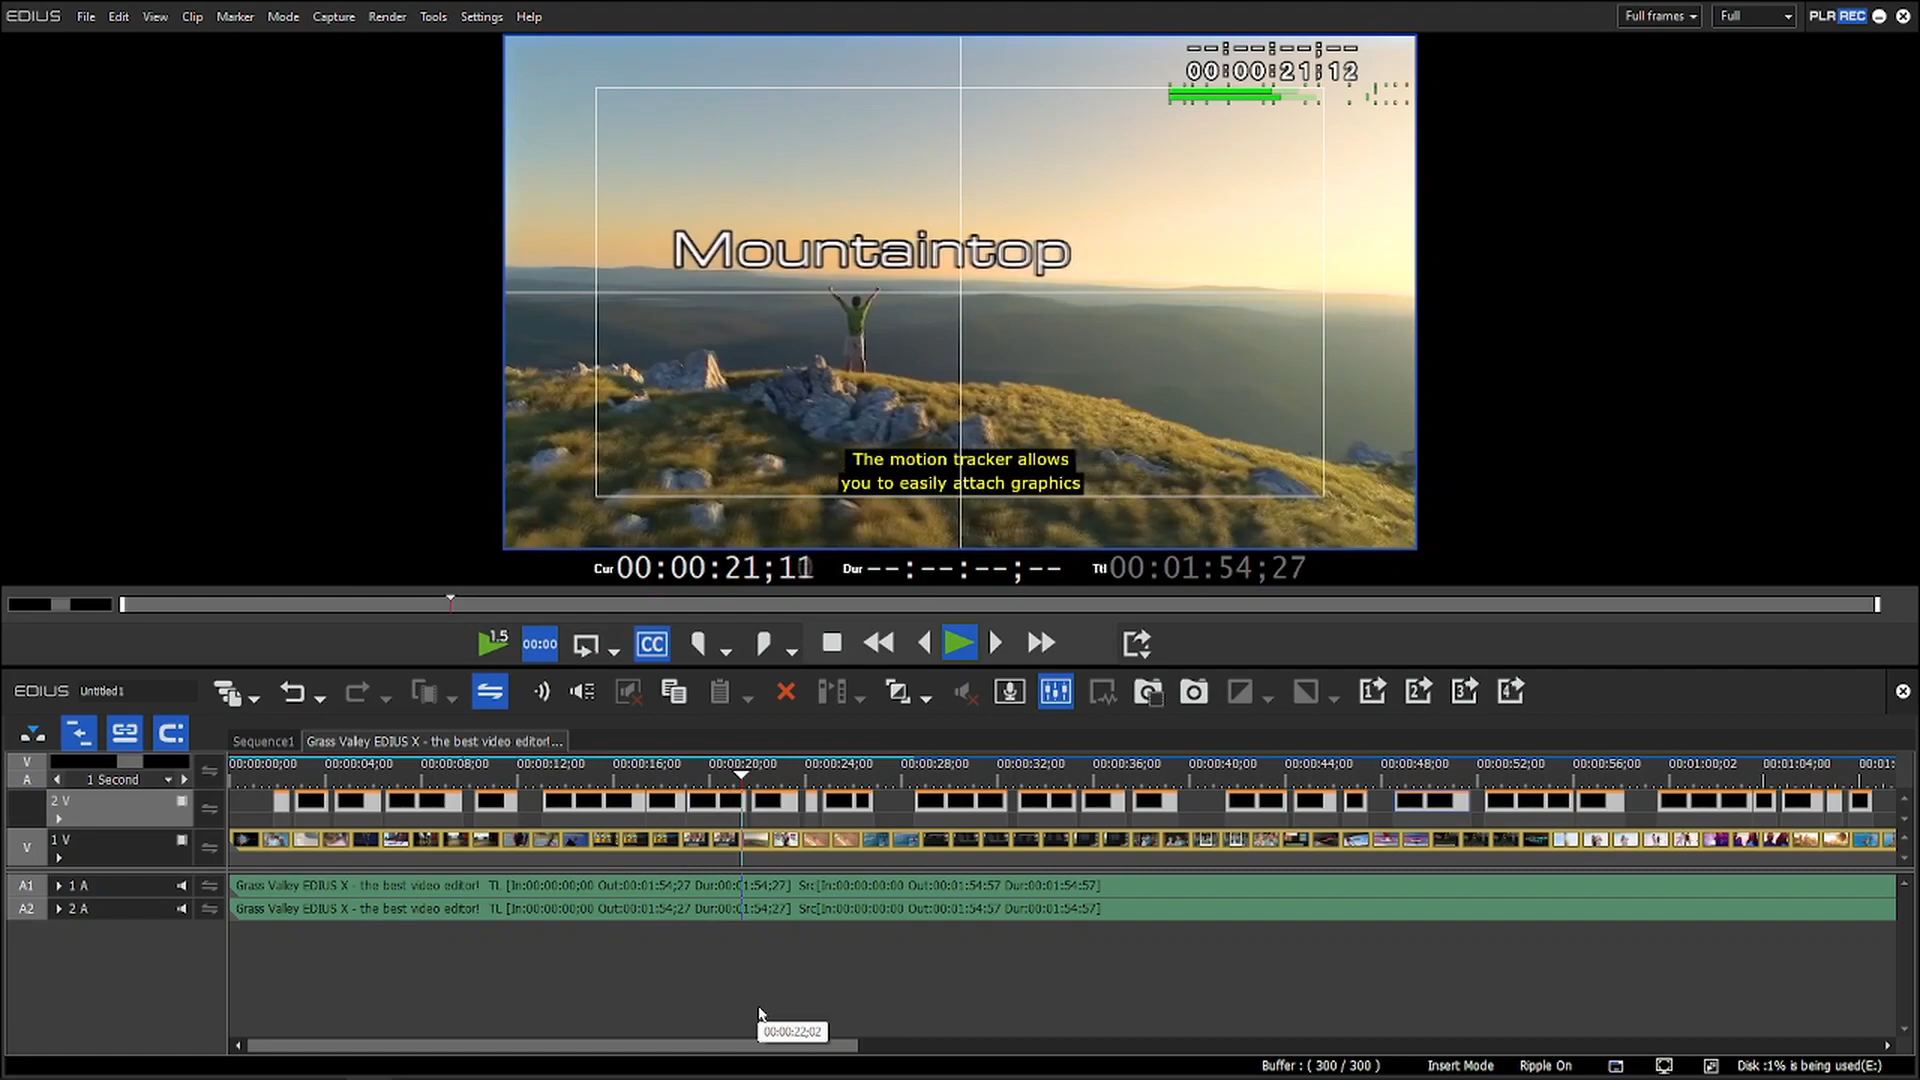 EDIUS File Edit View Clip Marker Mode Capture Render Tools Settings Help Full frames Full PLR REC
--:--:--:--
00:00:21;12
Mountaintop
The motion tracker allows
you to easily attach graphics
Cur 00:00:21;11 Dur --:--:--;-- Ttl 00:01:54;27
1.5 00:00 CC
EDIUS Untitled1 1 2 3 4
Sequence1 Grass Valley EDIUS X - the best video editor!...
V 00:00:00;00 00:00:04;00 00:00:08;00 00:00:12;00 00:00:16;00 00:00:20;00 00:00:24;00 00:00:28;00 00:00:32;00 00:00:36;00 00:00:40;00 00:00:44;00 00:00:48;00 00:00:52;00 00:00:56;00 00:01:00;02 00:01:04;00 00:01:
A 1 Second
2 V
V 1 V
A1 1 A Grass Valley EDIUS X - the best video editor! TL [In:00:00:00;00 Out:00:01:54;27 Dur:00:01:54;27] Src[In:00:00:00:00 Out:00:01:54:57 Dur:00:01:54:57]
A2 2 A Grass Valley EDIUS X - the best video editor! TL [In:00:00:00;00 Out:00:01:54;27 Dur:00:01:54;27] Src[In:00:00:00:00 Out:00:01:54:57 Dur:00:01:54:57]
00:00:22;02
Buffer : ( 300 / 300 ) Insert Mode Ripple On Disk :1% is being used(E:)